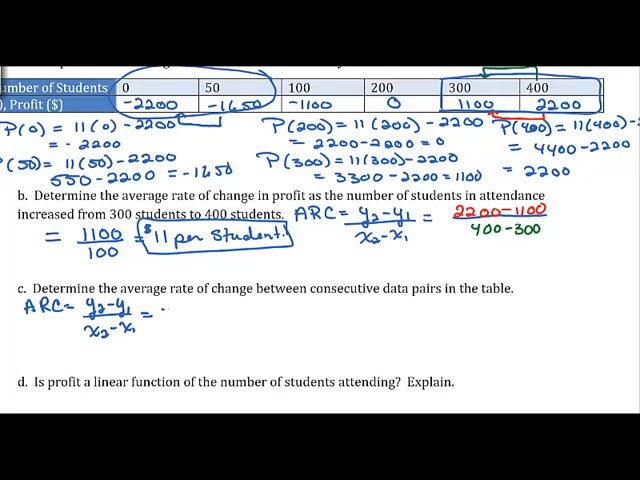 umber of Students 0 50 100 200 300 400
), Profit ($) -2200 -1650 -1100 0 1100 2200
P(0) = 11(0) - 2200
= - 2200
P(50) = 11(50) - 2200
550 - 2200 = -1650
P(200) = 11(200) - 2200
= 2200 - 2200 = 0
P(300) = 11(300) - 2200
= 3300 - 2200 = 1100
P(400) = 11(400) -
= 4400 - 2200
= 2200
b. Determine the average rate of change in profit as the number of students in attendance
increased from 300 students to 400 students. ARC = y2-y1 / x2-x1 = 2200-1100 / 400-300
= 1100 / 100 = $11 per student.
c. Determine the average rate of change between consecutive data pairs in the table.
ARC = y2-y1 / x2-x1 =
d. Is profit a linear function of the number of students attending? Explain.